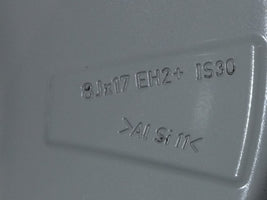 8Jx17 EH2+ IS30
>Al Si 11<